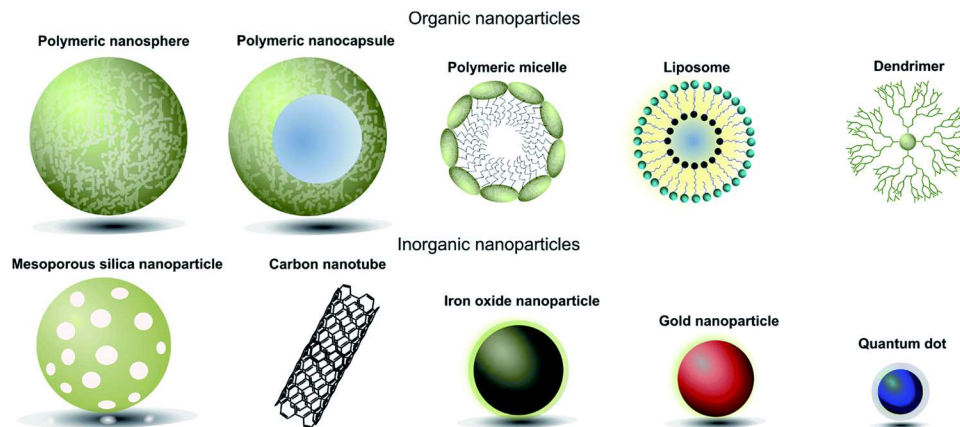 Organic nanoparticles
Polymeric nanosphere
Polymeric nanocapsule
Polymeric micelle
Liposome
Dendrimer
Inorganic nanoparticles
Mesoporous silica nanoparticle
Carbon nanotube
Iron oxide nanoparticle
Gold nanoparticle
Quantum dot